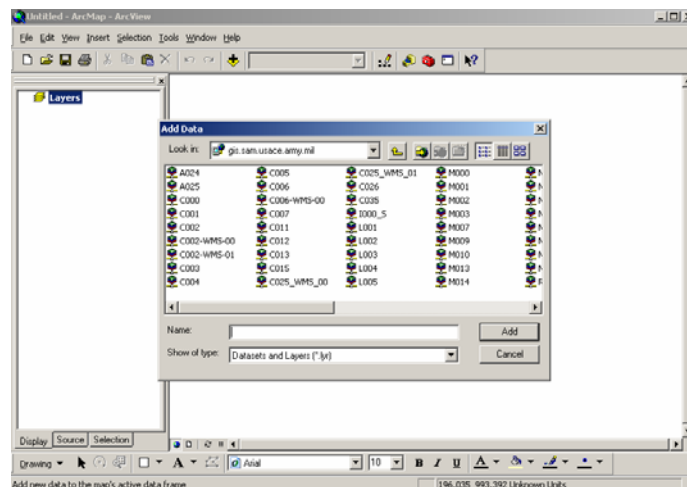 Untitled - ArcMap - ArcView
File Edit View Insert Selection Tools Window Help
Layers
Add Data
Look in: gis.sam.usace.army.mil
A024 C005 C025_WMS_01 M000
A025 C006 C026 M001
C000 C006-WMS-00 C035 M002
C001 C007 I000_S M003
C002 C011 L001 M007
C002-WMS-00 C012 L002 M009
C002-WMS-01 C013 L003 M010
C003 C015 L004 M013
C004 C025_WMS_00 L005 M014
Name: Add
Show of type: Datasets and Layers (*.lyr) Cancel
Display Source Selection
Drawing A Arial 10 B I U A
Add new data to the map's active data frame 196.035 993.392 Unknown Units